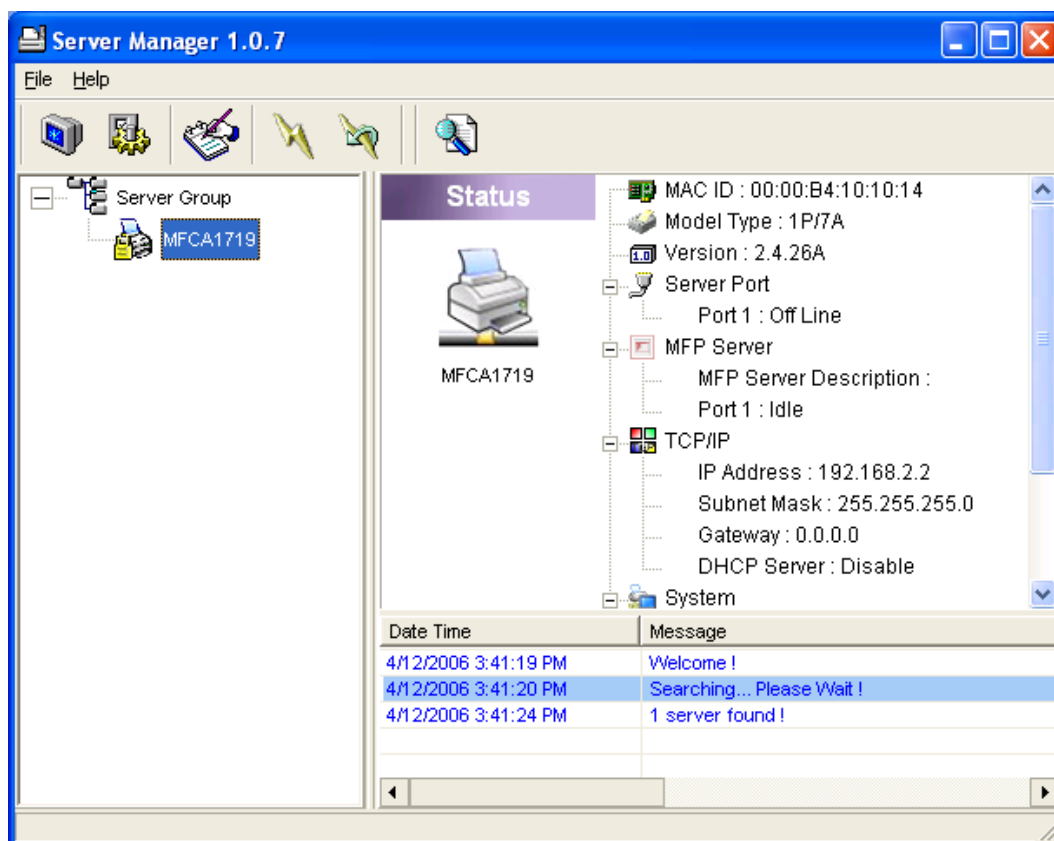 Server Manager 1.0.7
File Help
Server Group
MFCA1719
Status
MFCA1719
MAC ID : 00:00:B4:10:10:14
Model Type : 1P/7A
1.0
Version : 2.4.26A
Server Port
Port 1 : Off Line
MFP Server
MFP Server Description :
Port 1 : Idle
TCP/IP
IP Address : 192.168.2.2
Subnet Mask : 255.255.255.0
Gateway : 0.0.0.0
DHCP Server : Disable
System
Date Time Message
4/12/2006 3:41:19 PM Welcome !
4/12/2006 3:41:20 PM Searching... Please Wait !
4/12/2006 3:41:24 PM 1 server found !